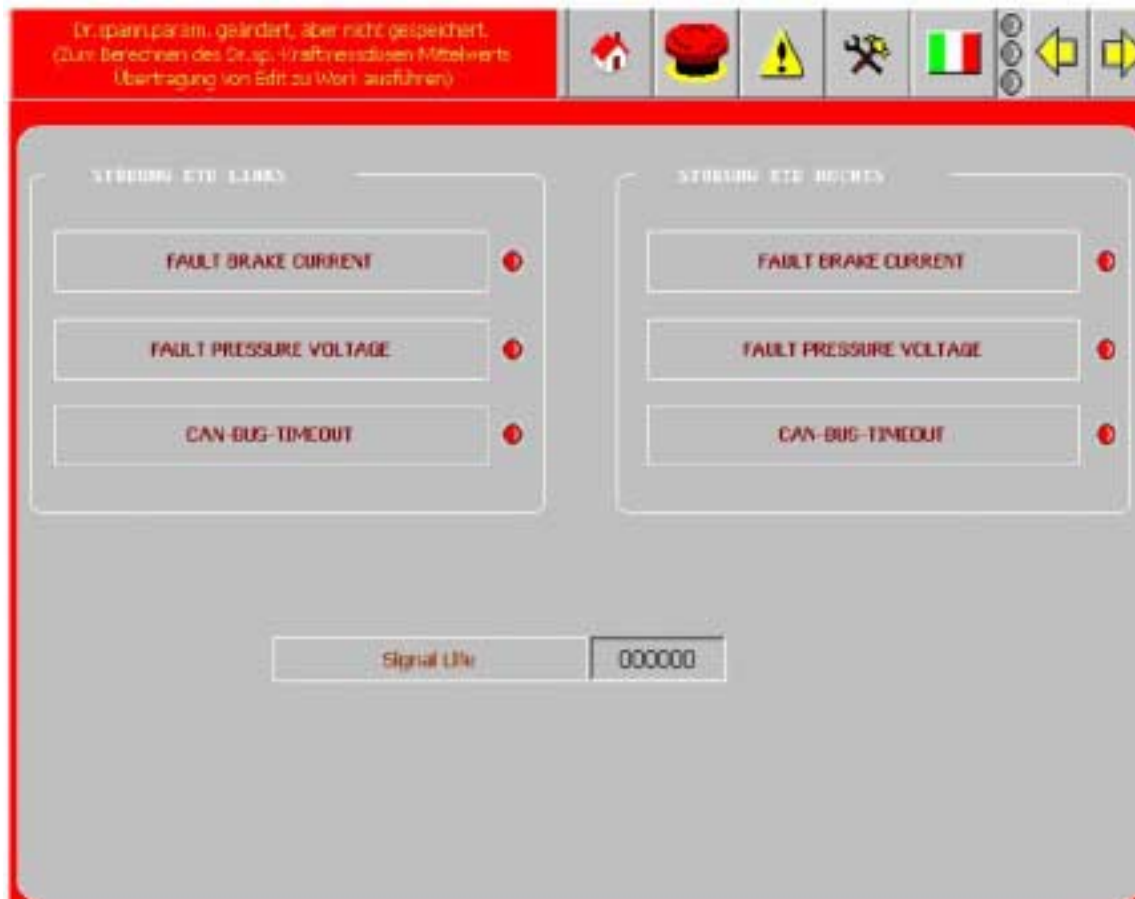 Dr.spann.param. geändert, aber nicht gespeichert.
(Zum Berechnen des Dr.sp.-Kraftmessdosen Mittelwerts
Übertragung von Edit zu Work ausführen)
STÖRUNG ETD LINKS
STÖRUNG ETD RECHTS
FAULT BRAKE CURRENT
FAULT BRAKE CURRENT
FAULT PRESSURE VOLTAGE
FAULT PRESSURE VOLTAGE
CAN-BUS-TIMEOUT
CAN-BUS-TIMEOUT
Signal Life
000000